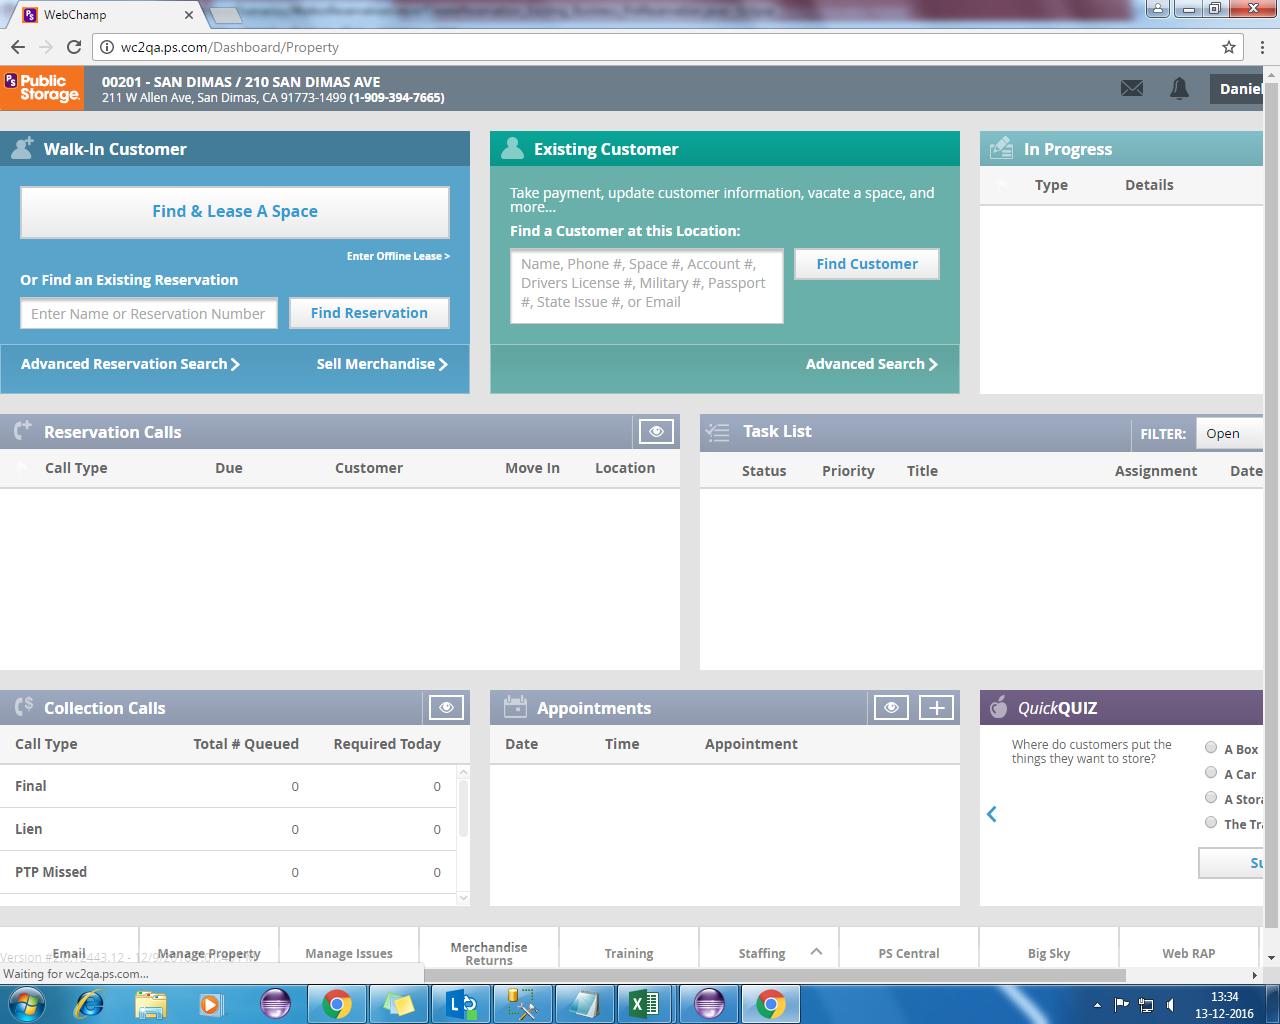 WebChamp
wc2qa.ps.com/Dashboard/Property
PS Public Storage.
00201 - SAN DIMAS / 210 SAN DIMAS AVE
211 W Allen Ave, San Dimas, CA 91773-1499 (1-909-394-7665)
Daniel
Walk-In Customer
Find & Lease A Space
Enter Offline Lease >
Or Find an Existing Reservation
Enter Name or Reservation Number
Find Reservation
Advanced Reservation Search
Sell Merchandise
Existing Customer
Take payment, update customer information, vacate a space, and
more...
Find a Customer at this Location:
Name, Phone #, Space #, Account #,
Drivers License #, Military #, Passport
#, State Issue #, or Email
Find Customer
Advanced Search
In Progress
Type Details
Reservation Calls
Call Type Due Customer Move In Location
Task List
FILTER: Open
Status Priority Title Assignment Date
Collection Calls
Call Type Total # Queued Required Today
Final 0 0
Lien 0 0
PTP Missed 0 0
Appointments
Date Time Appointment
QuickQUIZ
Where do customers put the
things they want to store?
A Box
A Car
A Stora
The Tra
Su
Email
Manage Property
Manage Issues
Merchandise
Returns
Training
Staffing
PS Central
Big Sky
Web RAP
Waiting for wc2qa.ps.com...
13:34
13-12-2016